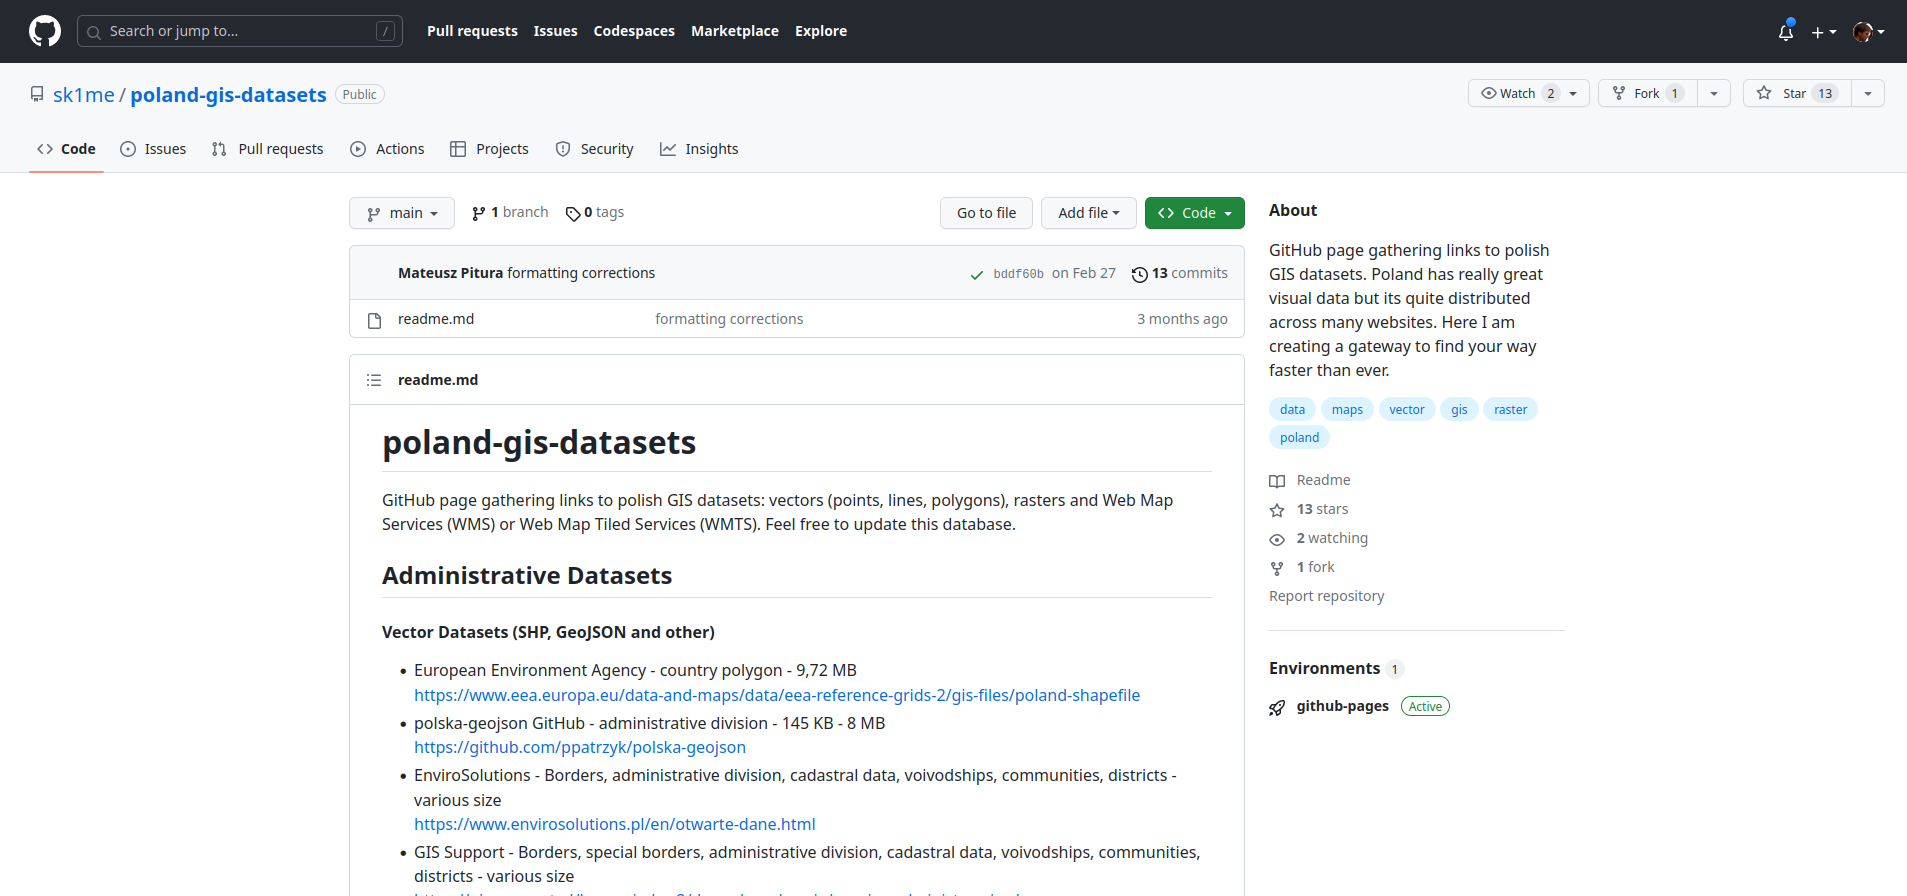 Search or jump to... /
Pull requests Issues Codespaces Marketplace Explore
sk1me / poland-gis-datasets Public
Watch 2
Fork 1
Star 13
Code Issues Pull requests Actions Projects Security Insights
main 1 branch 0 tags
Go to file Add file Code
Mateusz Pitura formatting corrections bddf60b on Feb 27 13 commits
readme.md formatting corrections 3 months ago
readme.md
poland-gis-datasets
GitHub page gathering links to polish GIS datasets: vectors (points, lines, polygons), rasters and Web Map
Services (WMS) or Web Map Tiled Services (WMTS). Feel free to update this database.
Administrative Datasets
Vector Datasets (SHP, GeoJSON and other)
• European Environment Agency - country polygon - 9,72 MB
https://www.eea.europa.eu/data-and-maps/data/eea-reference-grids-2/gis-files/poland-shapefile
• polska-geojson GitHub - administrative division - 145 KB - 8 MB
https://github.com/ppatrzyk/polska-geojson
• EnviroSolutions - Borders, administrative division, cadastral data, voivodships, communities, districts -
various size
https://www.envirosolutions.pl/en/otwarte-dane.html
• GIS Support - Borders, special borders, administrative division, cadastral data, voivodships, communities,
districts - various size
About
GitHub page gathering links to polish
GIS datasets. Poland has really great
visual data but its quite distributed
across many websites. Here I am
creating a gateway to find your way
faster than ever.
data maps vector gis raster
poland
Readme
13 stars
2 watching
1 fork
Report repository
Environments 1
github-pages Active